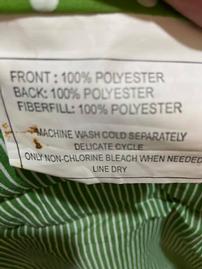 FRONT: 100% POLYESTER
BACK: 100% POLYESTER
FIBERFILL: 100% POLYESTER
MACHINE WASH COLD SEPARATELY
DELICATE CYCLE
ONLY NON-CHLORINE BLEACH WHEN NEEDED
LINE DRY